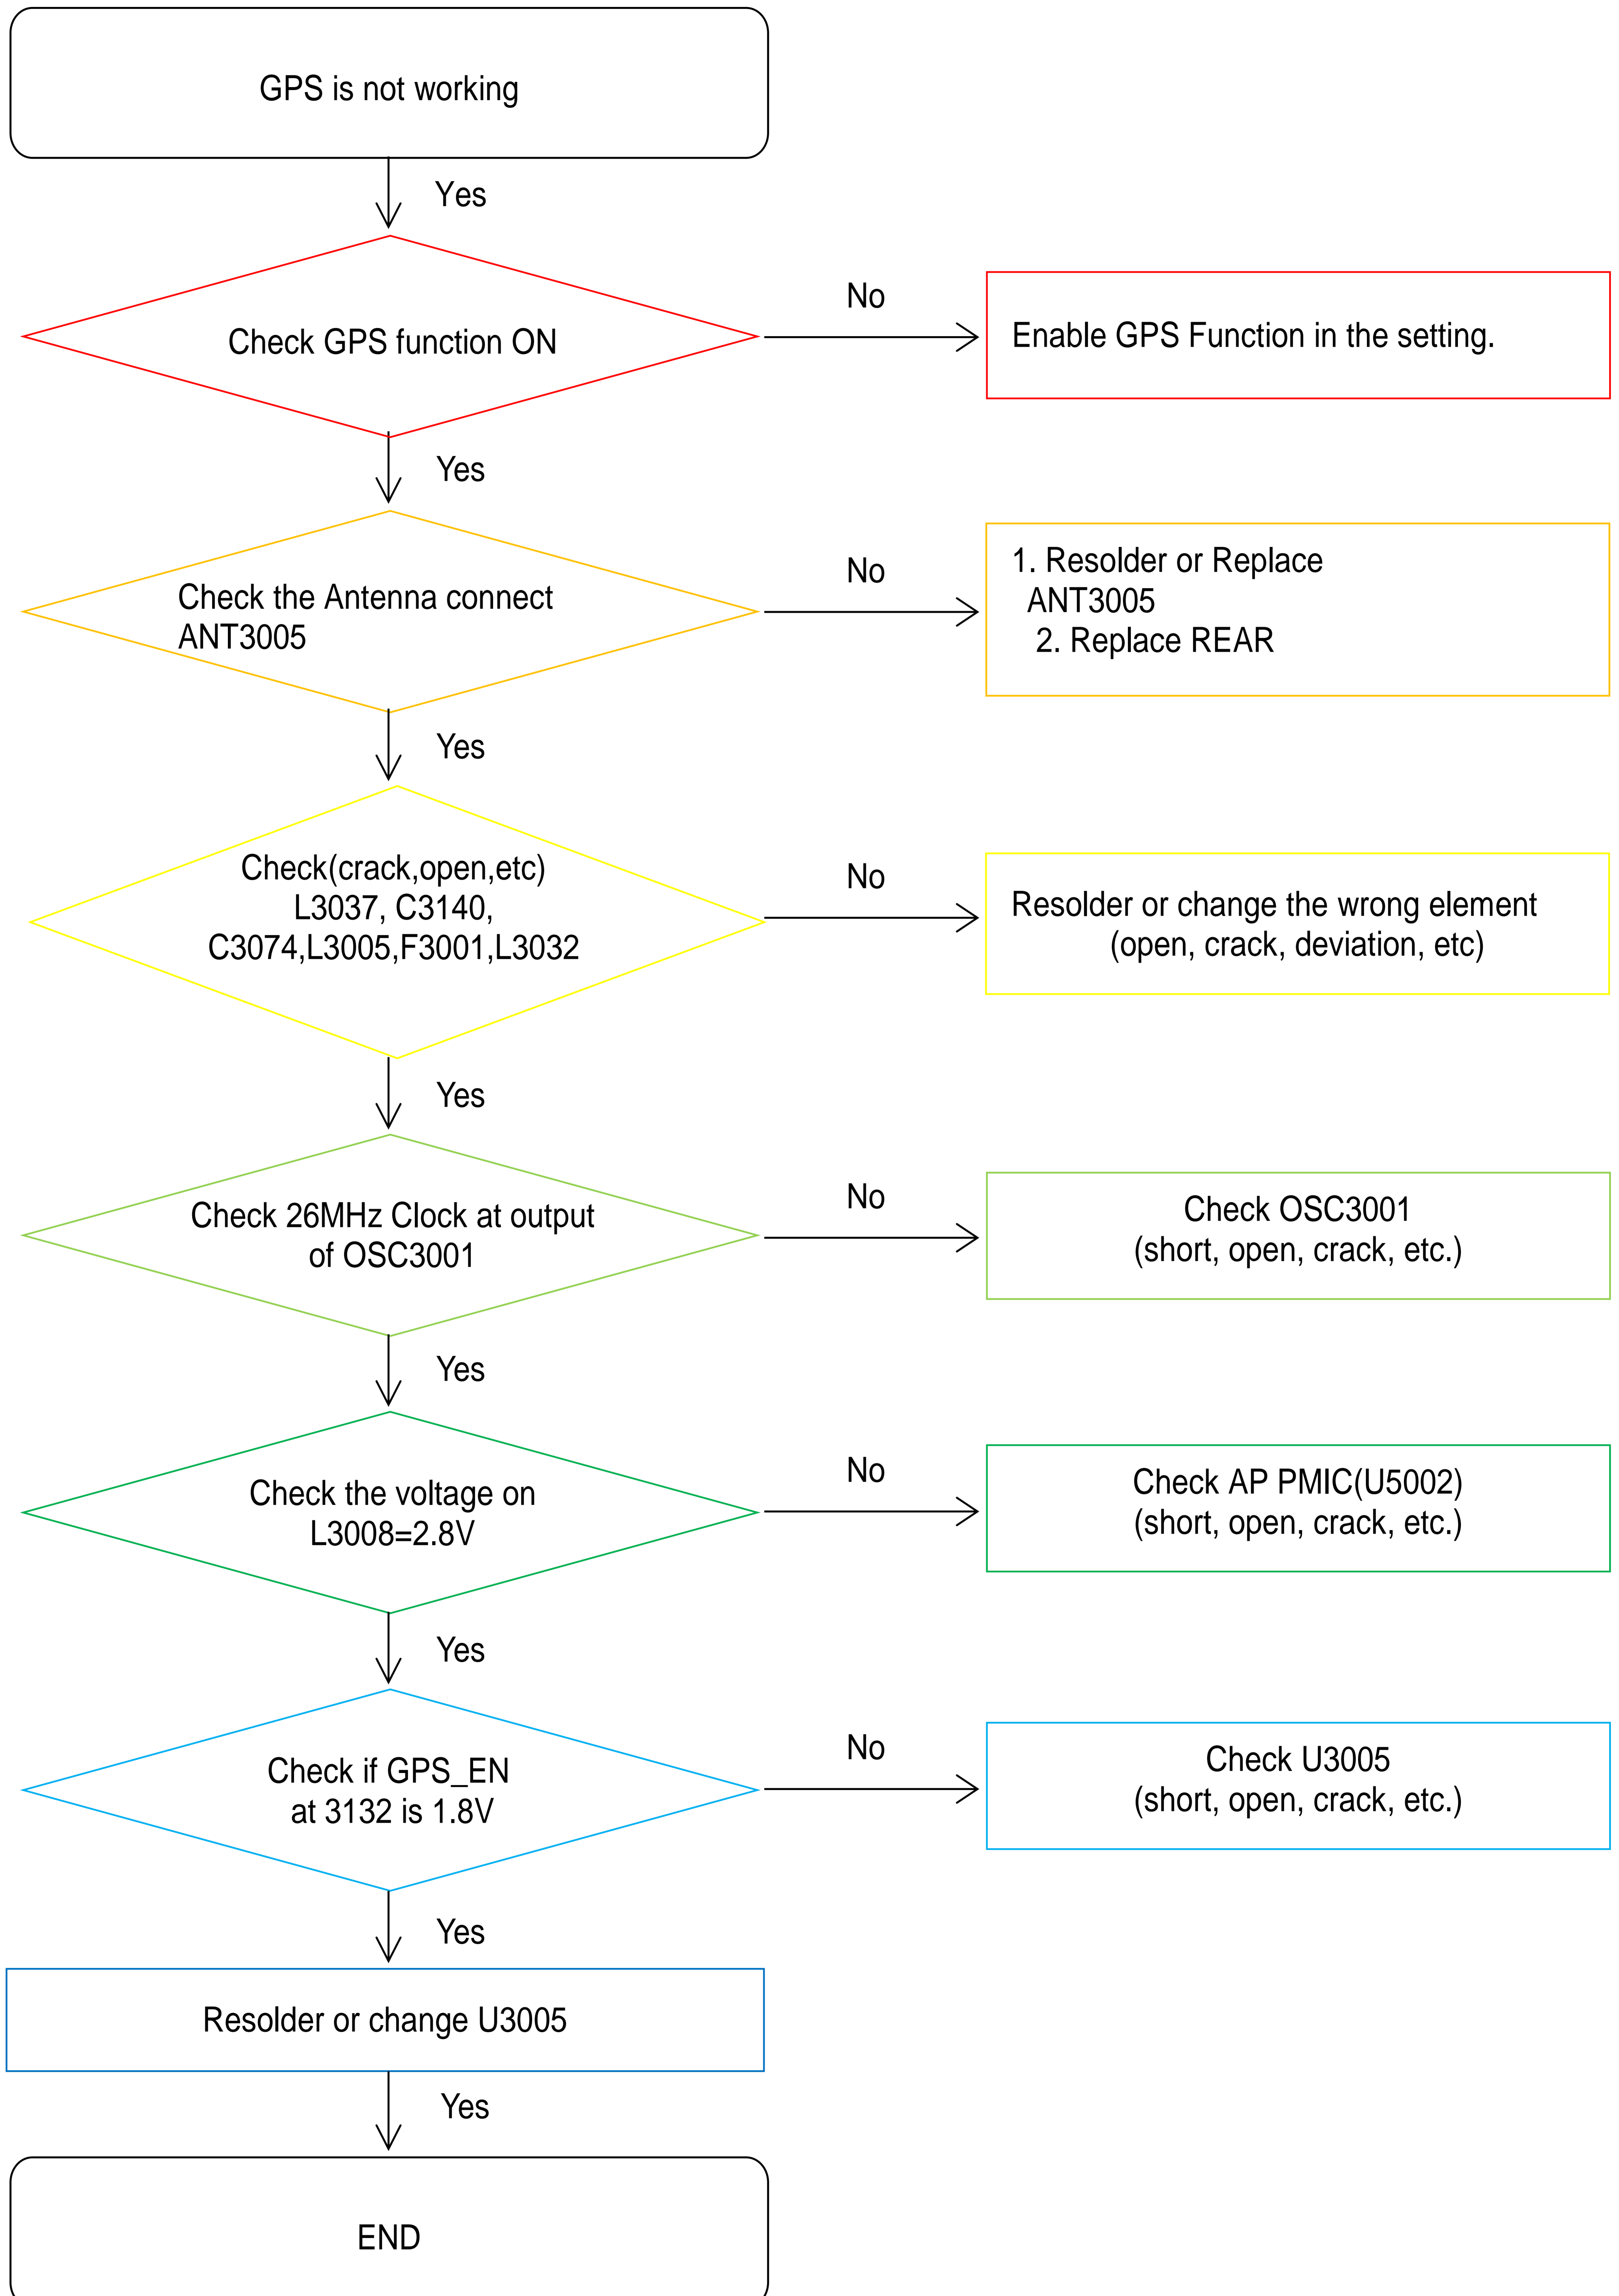 GPS is not working
Yes
Check GPS function ON
No
Enable GPS Function in the setting.
Yes
Check the Antenna connect
ANT3005
No
1. Resolder or Replace
ANT3005
2. Replace REAR
Yes
Check(crack,open,etc)
L3037, C3140,
C3074,L3005,F3001,L3032
No
Resolder or change the wrong element
(open, crack, deviation, etc)
Yes
Check 26MHz Clock at output
of OSC3001
No
Check OSC3001
(short, open, crack, etc.)
Yes
Check the voltage on
L3008=2.8V
No
Check AP PMIC(U5002)
(short, open, crack, etc.)
Yes
Check if GPS_EN
at 3132 is 1.8V
No
Check U3005
(short, open, crack, etc.)
Yes
Resolder or change U3005
Yes
END